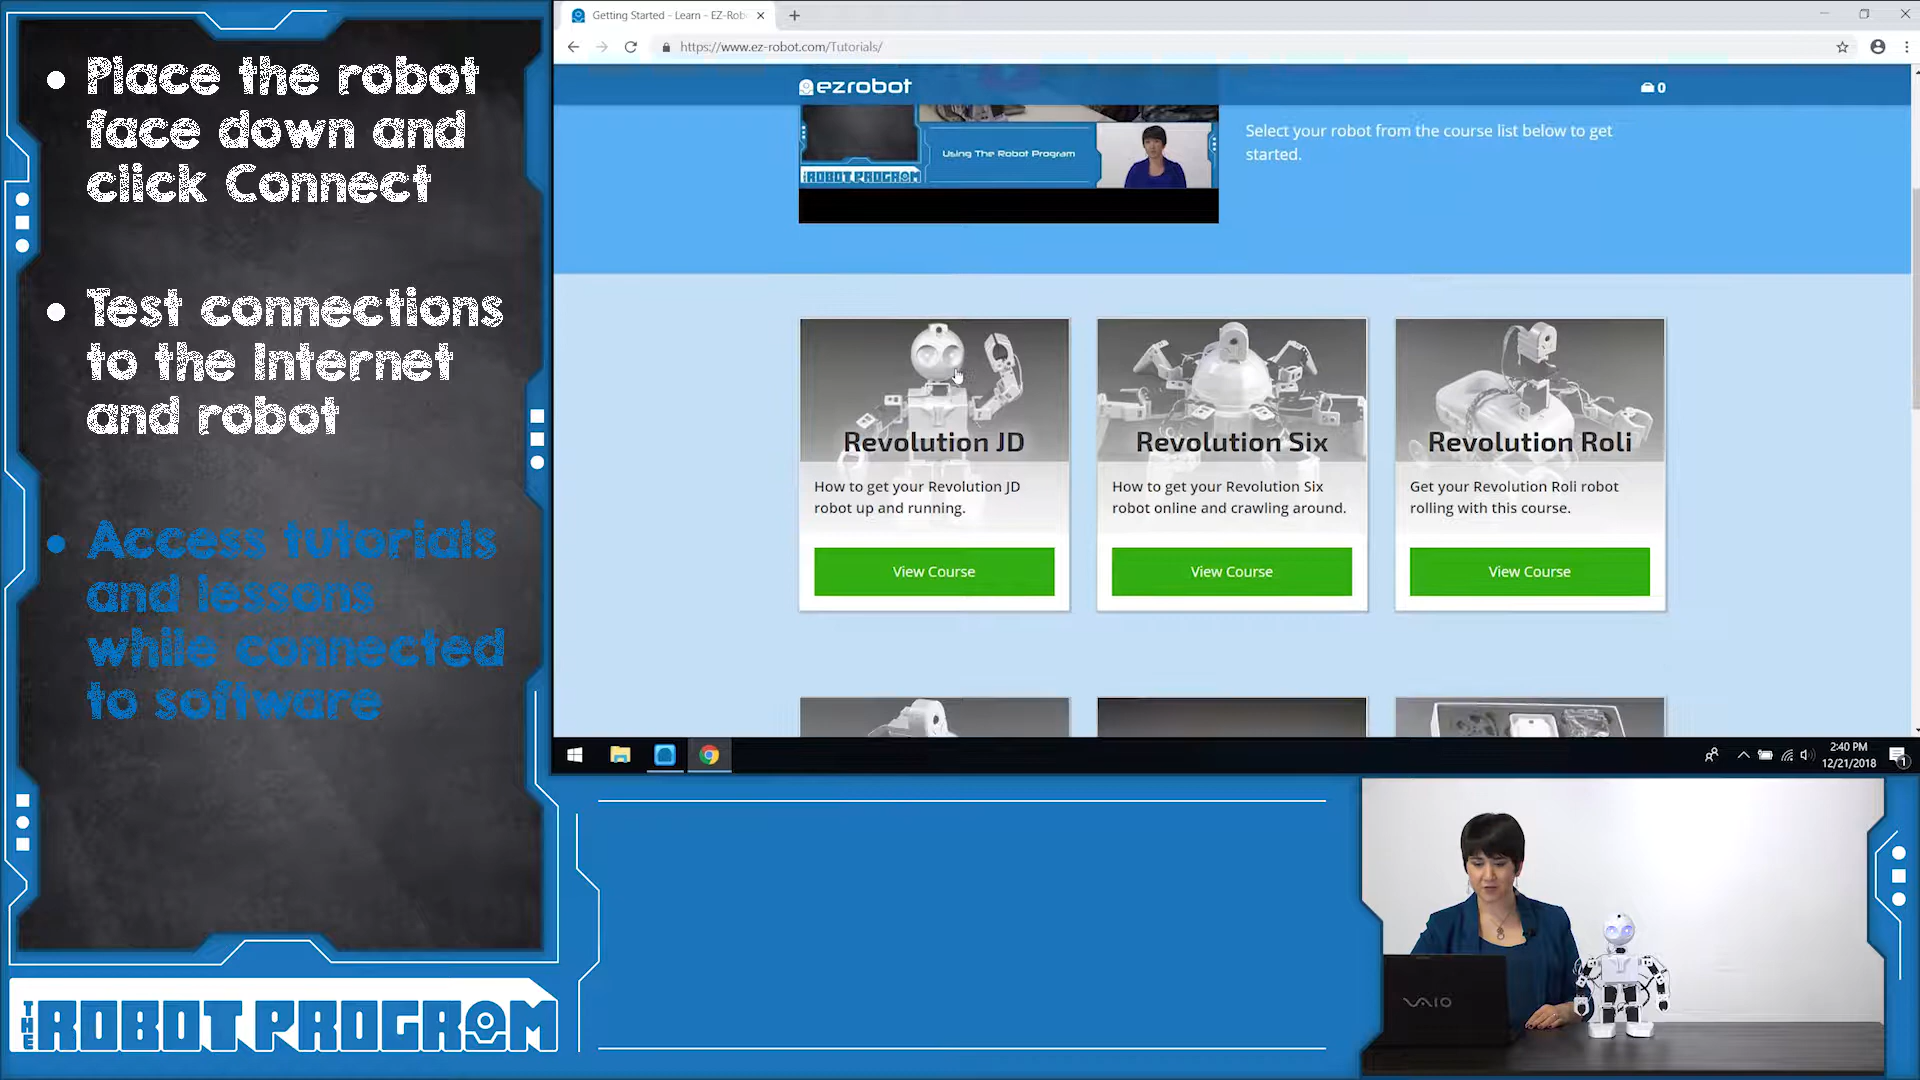 • Place the robot
face down and
click Connect
• Test connections
to the Internet
and robot
• Access tutorials
and lessons
while connected
to software
THE ROBOT PROGRAM
Getting Started - Learn - EZ-Rob
https://www.ez-robot.com/Tutorials/
ezrobot
0
Using The Robot Program
ROBOT PROGRAM
Select your robot from the course list below to get
started.
Revolution JD
How to get your Revolution JD
robot up and running.
View Course
Revolution Six
How to get your Revolution Six
robot online and crawling around.
View Course
Revolution Roli
Get your Revolution Roli robot
rolling with this course.
View Course
2:40 PM
12/21/2018
1
VAIO